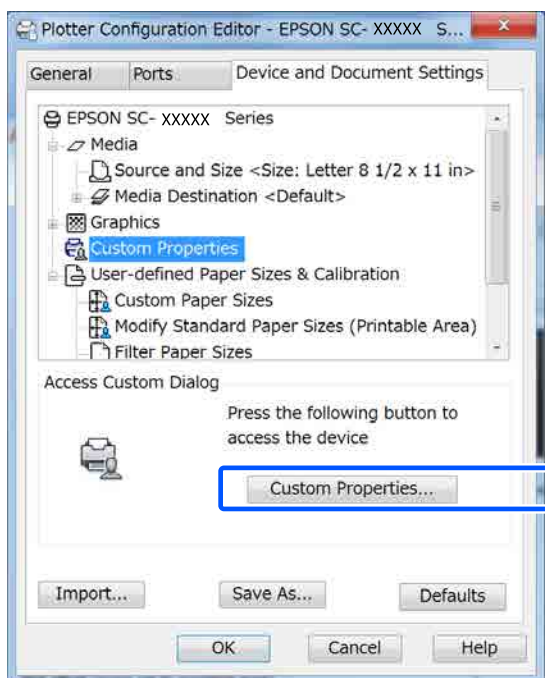 Plotter Configuration Editor - EPSON SC- XXXXX S...
General Ports Device and Document Settings
EPSON SC- XXXXX Series
Media
Source and Size <Size: Letter 8 1/2 x 11 in>
Media Destination <Default>
Graphics
Custom Properties
User-defined Paper Sizes & Calibration
Custom Paper Sizes
Modify Standard Paper Sizes (Printable Area)
Filter Paper Sizes
Access Custom Dialog
Press the following button to
access the device
Custom Properties...
Import... Save As... Defaults
OK Cancel Help